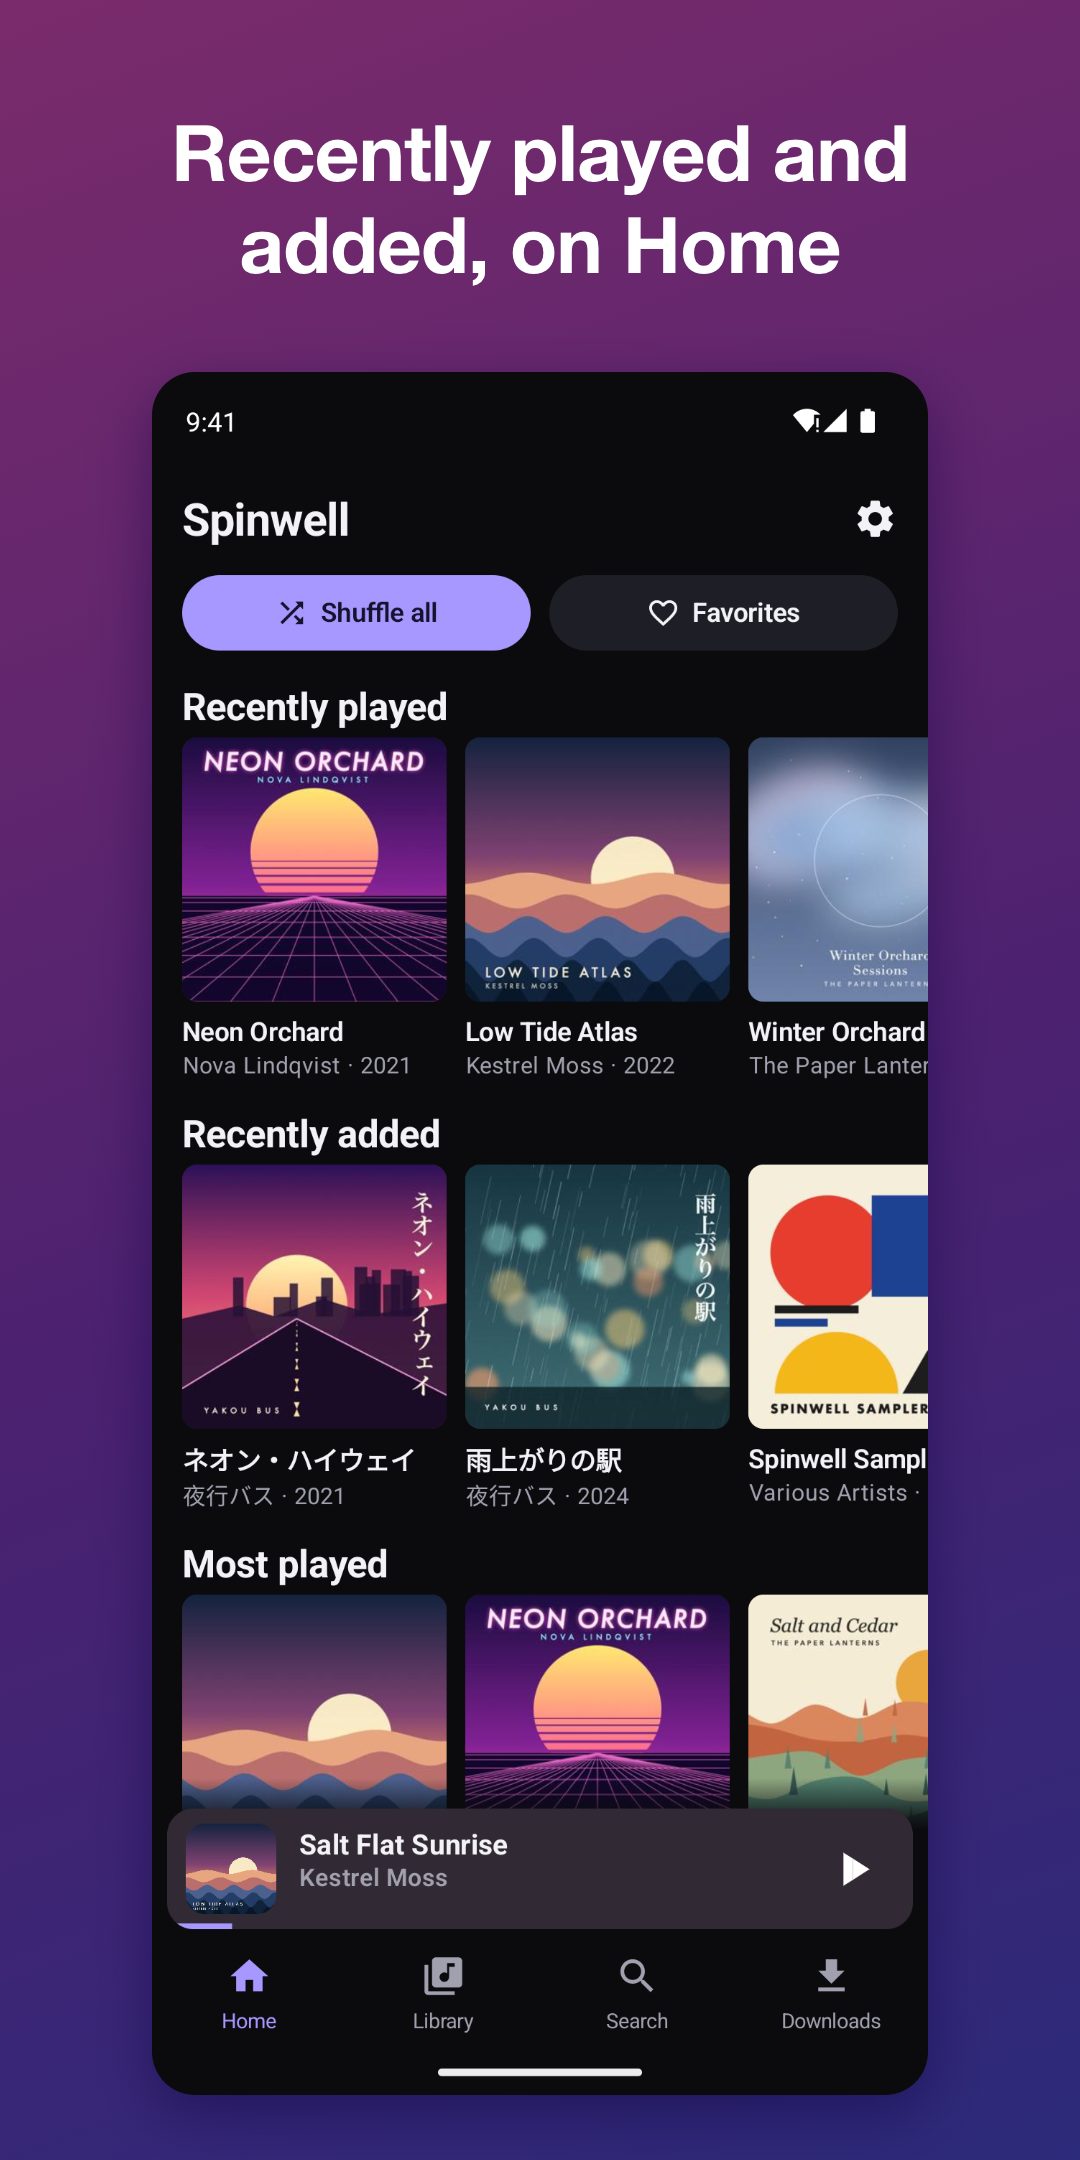 Recently played and
added, on Home
9:41
Spinwell
Shuffle all
Favorites
Recently played
NEON ORCHARD
NOVA LINDQVIST
LOW TIDE ATLAS
KESTREL MOSS
Winter Orchard
Sessions
THE PAPER LANTERN
Neon Orchard
Nova Lindqvist · 2021
Low Tide Atlas
Kestrel Moss · 2022
Winter Orchard
The Paper Lanter
Recently added
ネオン・ハイウェイ
YAKOU BUS
雨上がりの駅
YAKOU BUS
SPINWELL SAMPLER
ネオン・ハイウェイ
夜行バス · 2021
雨上がりの駅
夜行バス · 2024
Spinwell Sampl
Various Artists ·
Most played
NEON ORCHARD
NOVA LINDQVIST
Salt and Cedar
THE PAPER LANTERNS
LOW TIDE ATLAS
Salt Flat Sunrise
Kestrel Moss
Home
Library
Search
Downloads